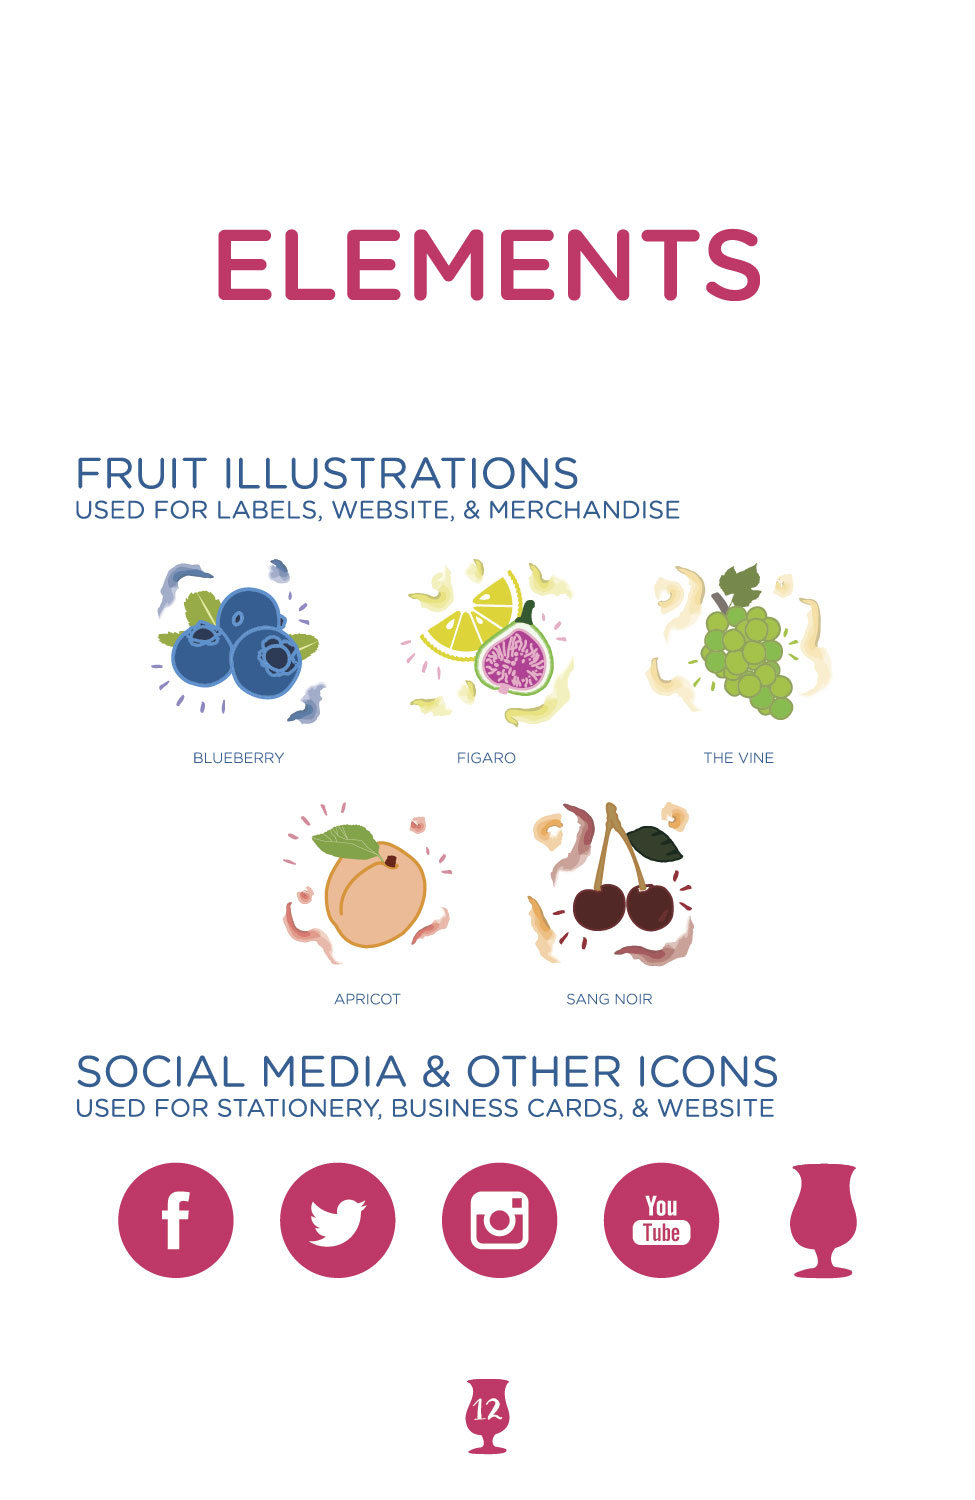 ELEMENTS
FRUIT ILLUSTRATIONS
USED FOR LABELS, WEBSITE, & MERCHANDISE
BLUEBERRY
FIGARO
THE VINE
APRICOT
SANG NOIR
SOCIAL MEDIA & OTHER ICONS
USED FOR STATIONERY, BUSINESS CARDS, & WEBSITE
f
You
Tube
12